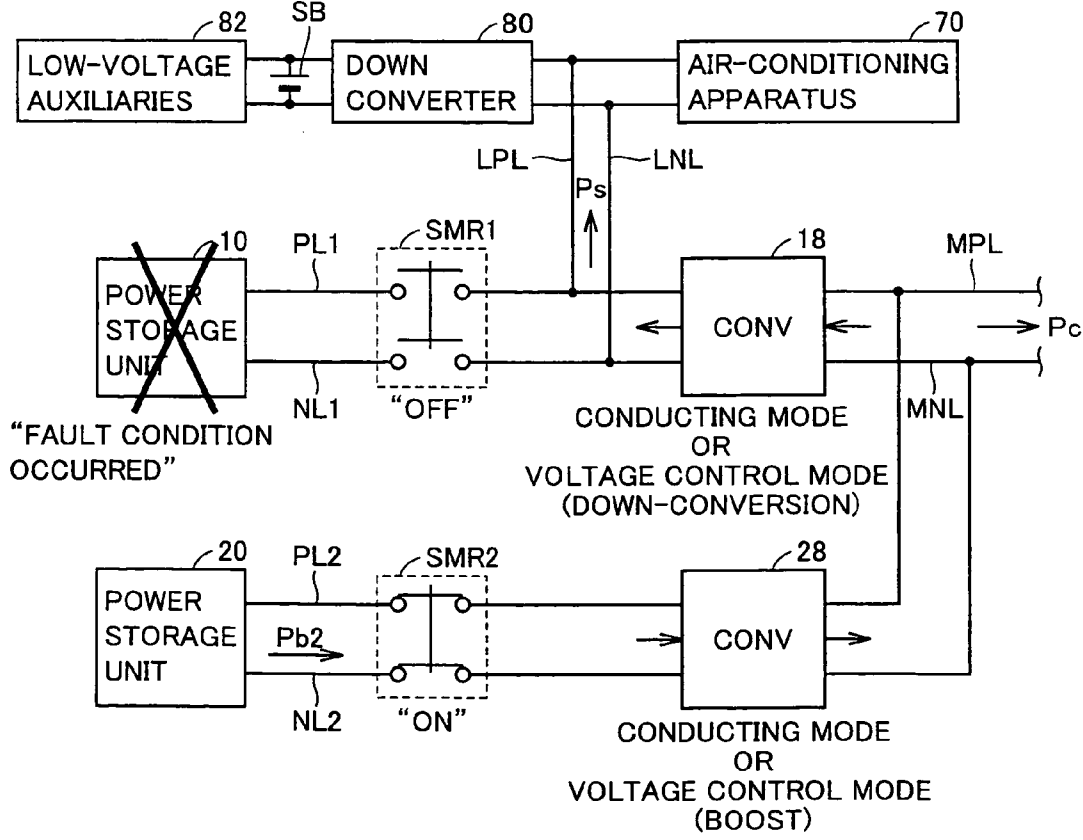 82
SB
80
70
LOW-VOLTAGE
AUXILIARIES
DOWN
CONVERTER
AIR-CONDITIONING
APPARATUS
LPL
LNL
Ps
10
PL1
SMR1
18
MPL
POWER
STORAGE
UNIT
CONV
Pc
NL1
"OFF"
MNL
"FAULT CONDITION
OCCURRED"
CONDUCTING MODE
OR
VOLTAGE CONTROL MODE
(DOWN-CONVERSION)
20
PL2
SMR2
28
POWER
STORAGE
UNIT
Pb2
CONV
NL2
"ON"
CONDUCTING MODE
OR
VOLTAGE CONTROL MODE
(BOOST)